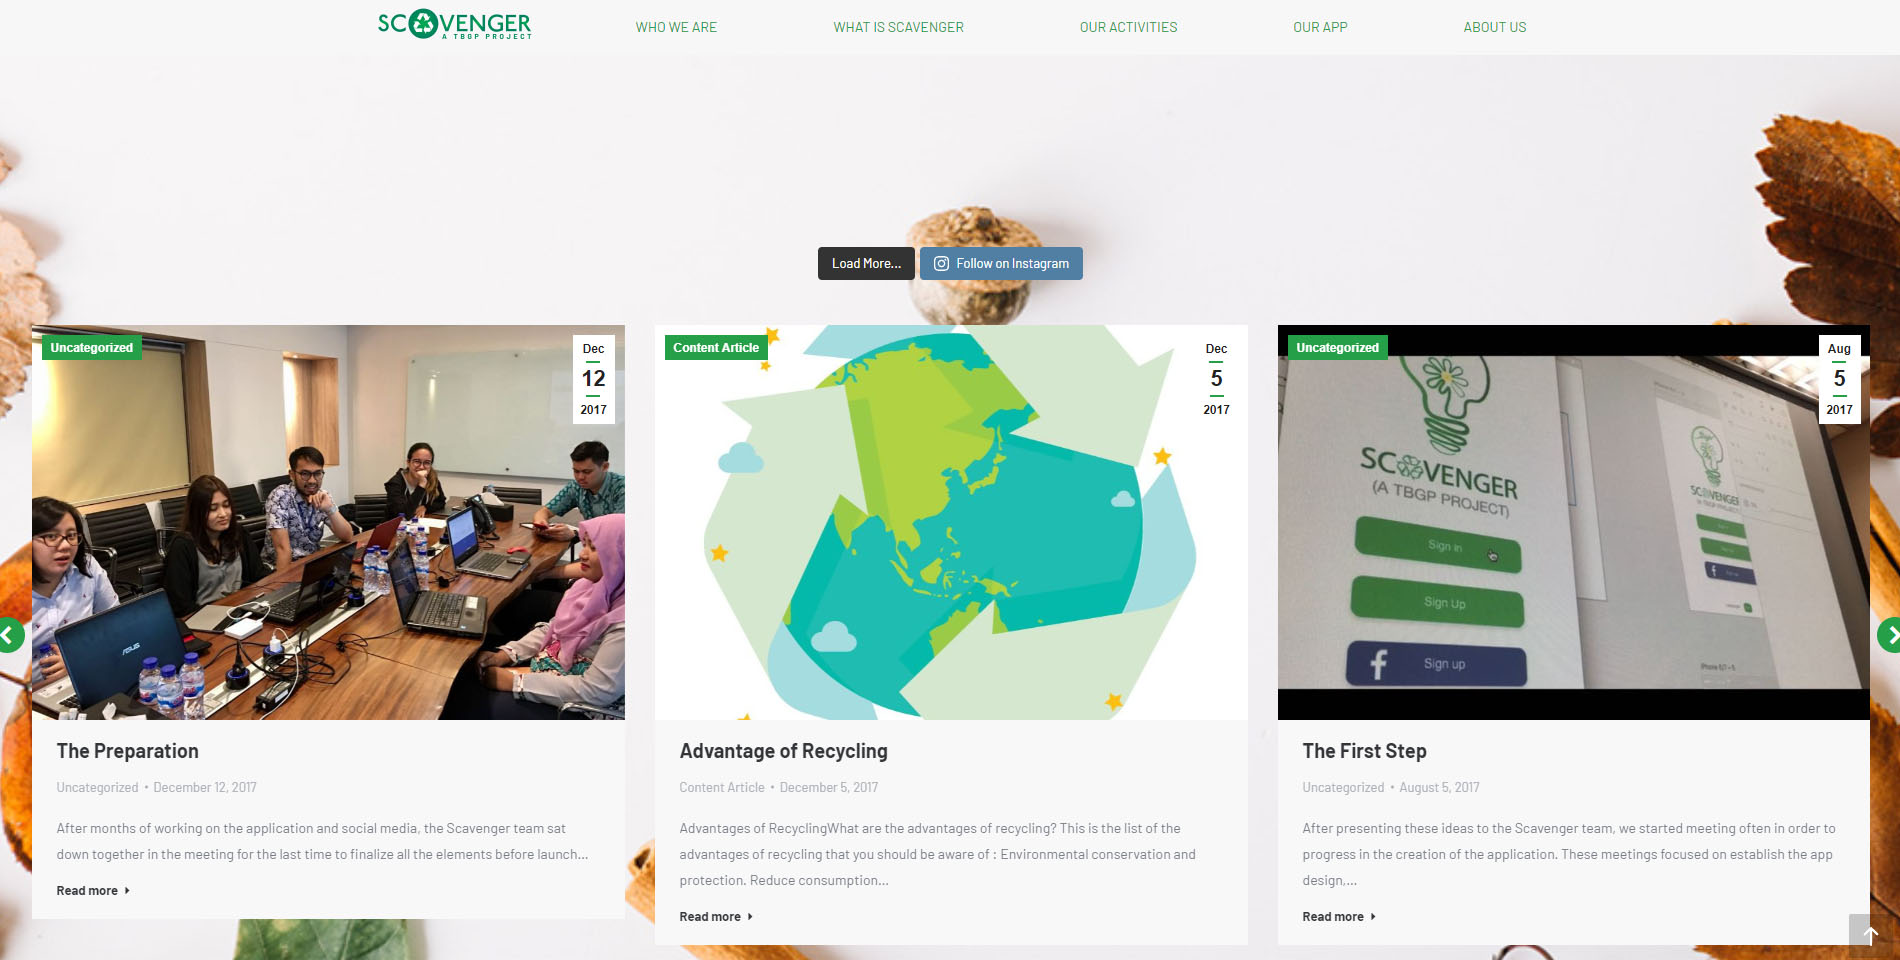 SCAVENGER
A TBGP PROJECT
WHO WE ARE
WHAT IS SCAVENGER
OUR ACTIVITIES
OUR APP
ABOUT US
Load More...
Follow on Instagram
Uncategorized
Dec
12
2017
ASUS
The Preparation
Uncategorized • December 12, 2017
After months of working on the application and social media, the Scavenger team sat
down together in the meeting for the last time to finalize all the elements before launch...
Read more
Content Article
Dec
5
2017
Advantage of Recycling
Content Article • December 5, 2017
Advantages of RecyclingWhat are the advantages of recycling? This is the list of the
advantages of recycling that you should be aware of : Environmental conservation and
protection. Reduce consumption...
Read more
Uncategorized
Aug
5
2017
SCAVENGER
(A TBGP PROJECT)
Sign In
Sign Up
f Sign up
SCAVENGER
The First Step
Uncategorized • August 5, 2017
After presenting these ideas to the Scavenger team, we started meeting often in order to
progress in the creation of the application. These meetings focused on establish the app
design,...
Read more